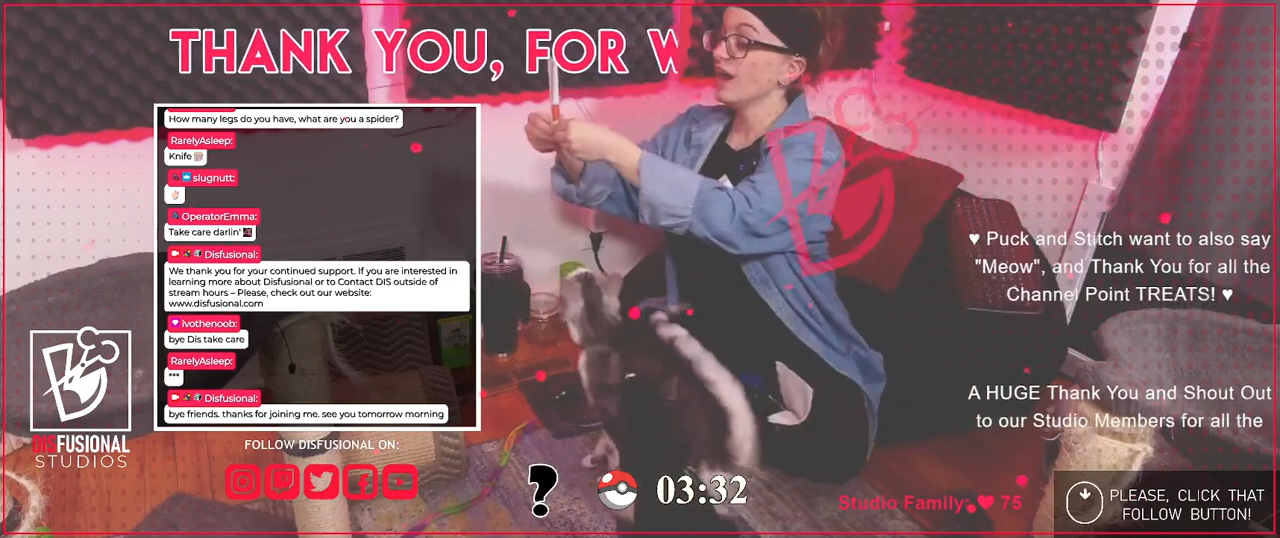 THANK YOU, FOR W
How many legs do you have, what are you a spider?
RarelyAsleep:
Knife
slugnutt:
OperatorEmma:
Take care darlin'
Disfusional:
We thank you for your continued support. If you are interested in
learning more about Disfusional or to Contact DIS outside of
stream hours – Please, check out our website:
www.disfusional.com
ivothenoob:
bye Dis take care
RarelyAsleep:
***
Disfusional:
bye friends. thanks for joining me. see you tomorrow morning
DISFUSIONAL
STUDIOS
FOLLOW DISFUSIONAL ON:
?
03:32
♥ Puck and Stitch want to also say
"Meow", and Thank You for all the
Channel Point TREATS! ♥
A HUGE Thank You and Shout Out
to our Studio Members for all the
Studio Family: ♥ 75
PLEASE, CLICK THAT
FOLLOW BUTTON!